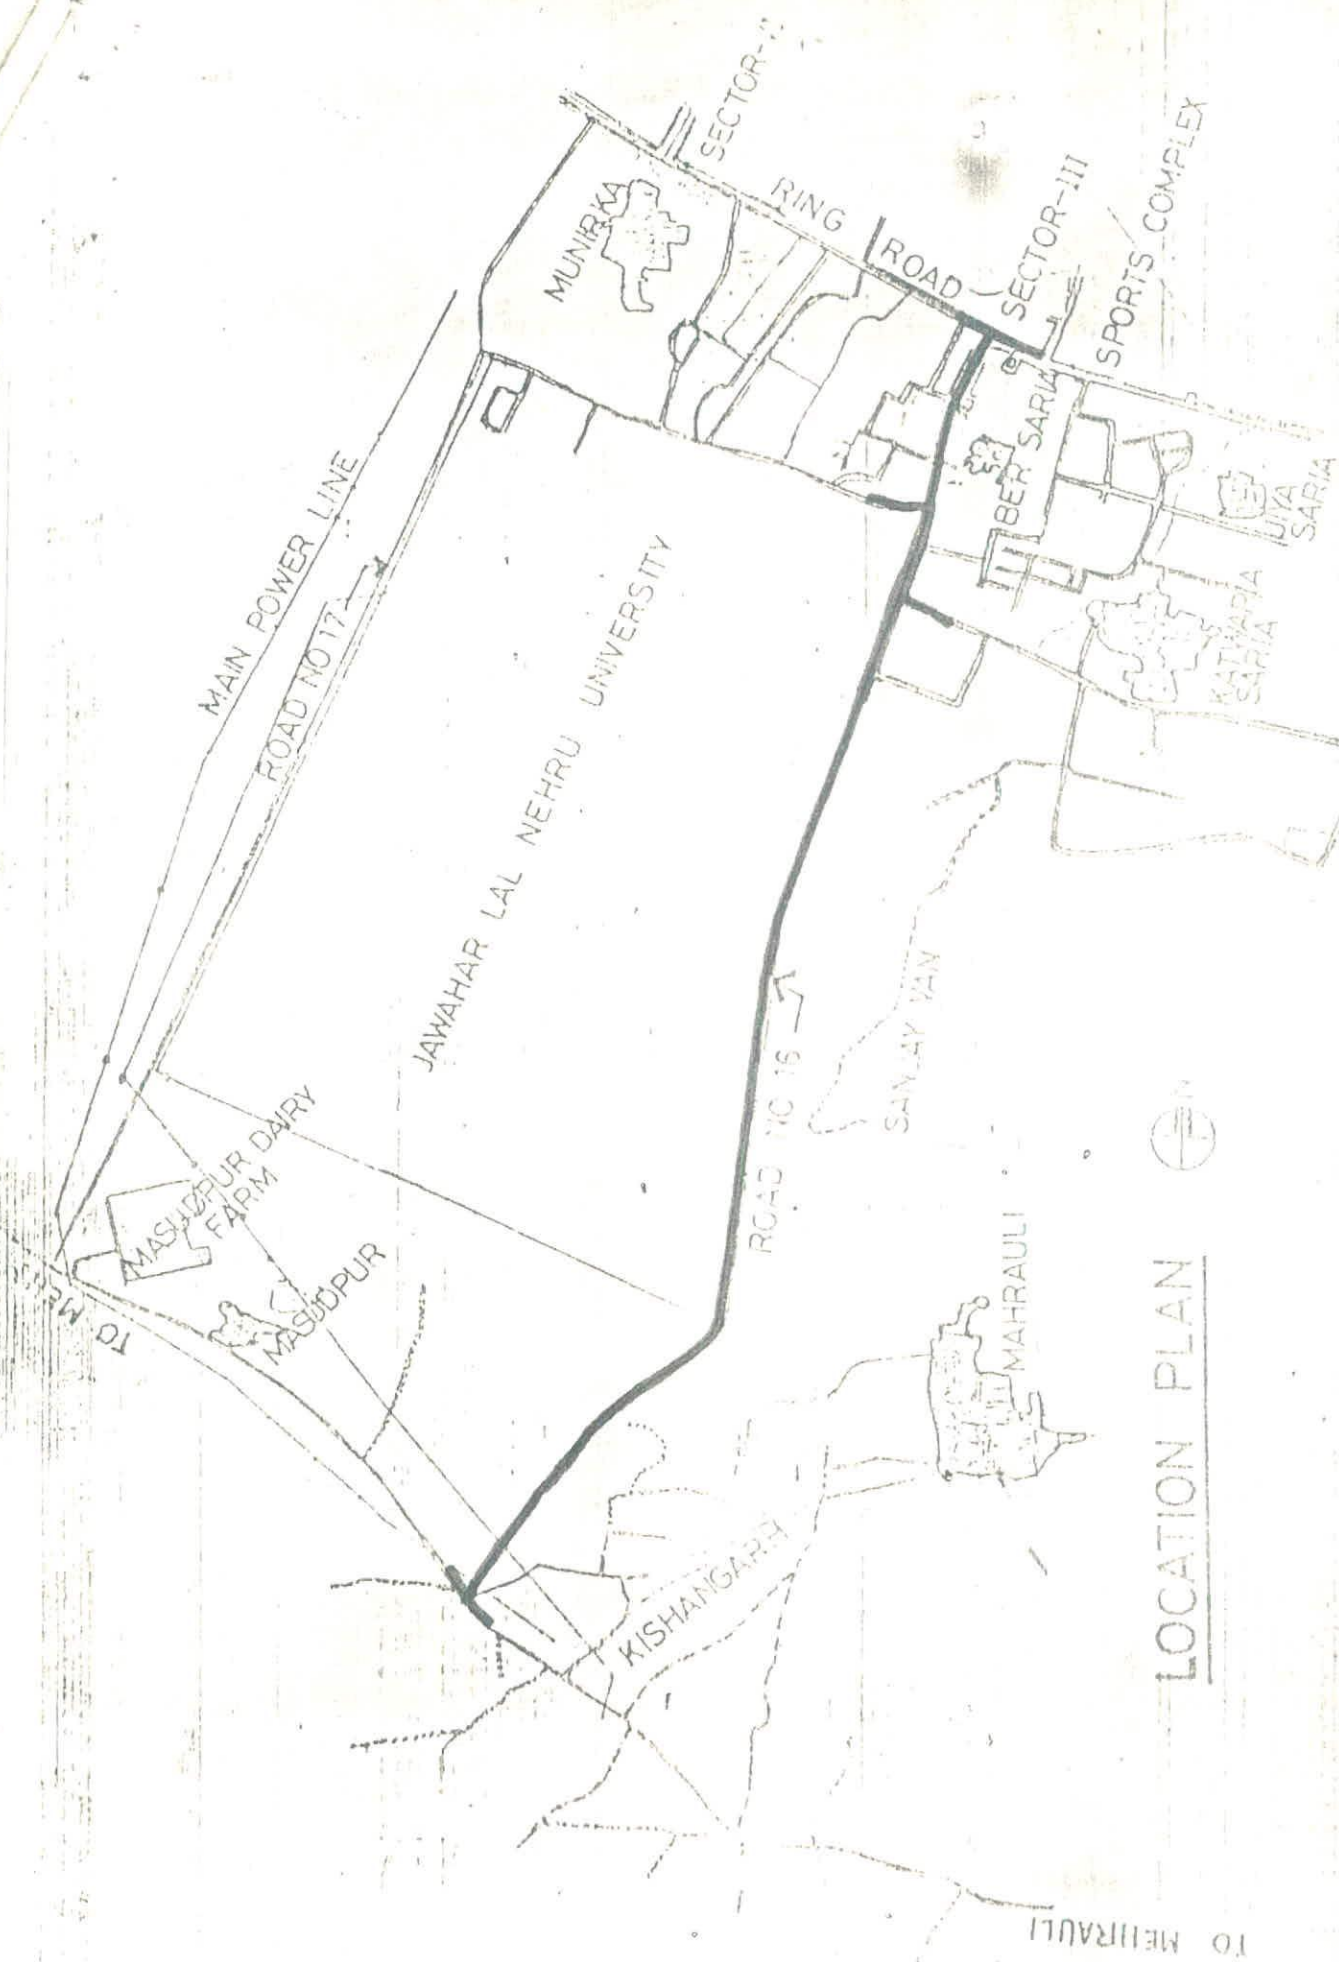 SECTOR-II
RING ROAD
MUNIRKA
SECTOR-III
SPORTS COMPLEX
BER SARIA
JIYA
SARIA
KATWARIA
SARIA
MAIN POWER LINE
ROAD NO 17
JAWAHAR LAL NEHRU UNIVERSITY
ROAD NO 16
SANJAY VAN
MASUDPUR DAIRY
FARM
MASUDPUR
KISHANGARH
MAHRAULI
N
LOCATION PLAN
TO MEHRAULI